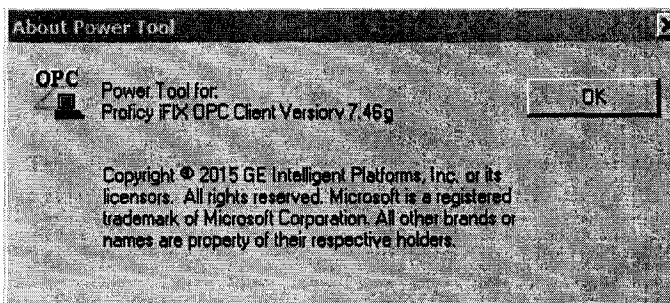 About Power Tool
OPC
Power Tool for:
Proficy iFIX OPC Client Versionv7.46g
OK
Copyright © 2015 GE Intelligent Platforms, Inc. or its
licensors. All rights reserved. Microsoft is a registered
trademark of Microsoft Corporation. All other brands or
names are property of their respective holders.